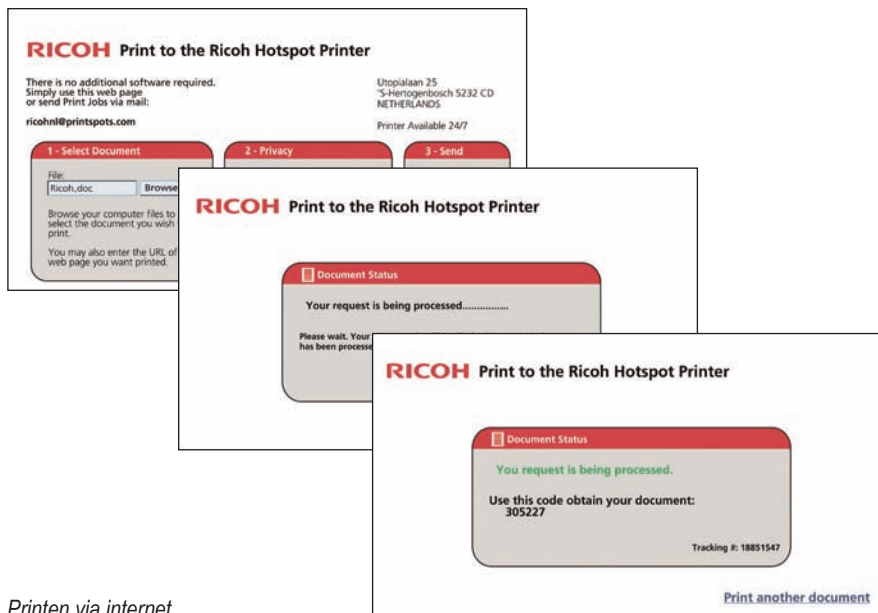 RICOH Print to the Ricoh Hotspot Printer
There is no additional software required.
Simply use this web page
or send Print Jobs via mail:
ricohnl@printspots.com
Utopialaan 25
'S-Hertogenbosch 5232 CD
NETHERLANDS
Printer Available 24/7
1 - Select Document
2 - Privacy
3 - Send
File:
Ricoh,doc Browse
Browse your computer files to
select the document you wish
print.
You may also enter the URL of
web page you want printed.
RICOH Print to the Ricoh Hotspot Printer
Document Status
Your request is being processed................
Please wait. Your
has been processe
RICOH Print to the Ricoh Hotspot Printer
Document Status
You request is being processed.
Use this code obtain your document:
305227
Tracking #: 18851547
Print another document
Printen via internet